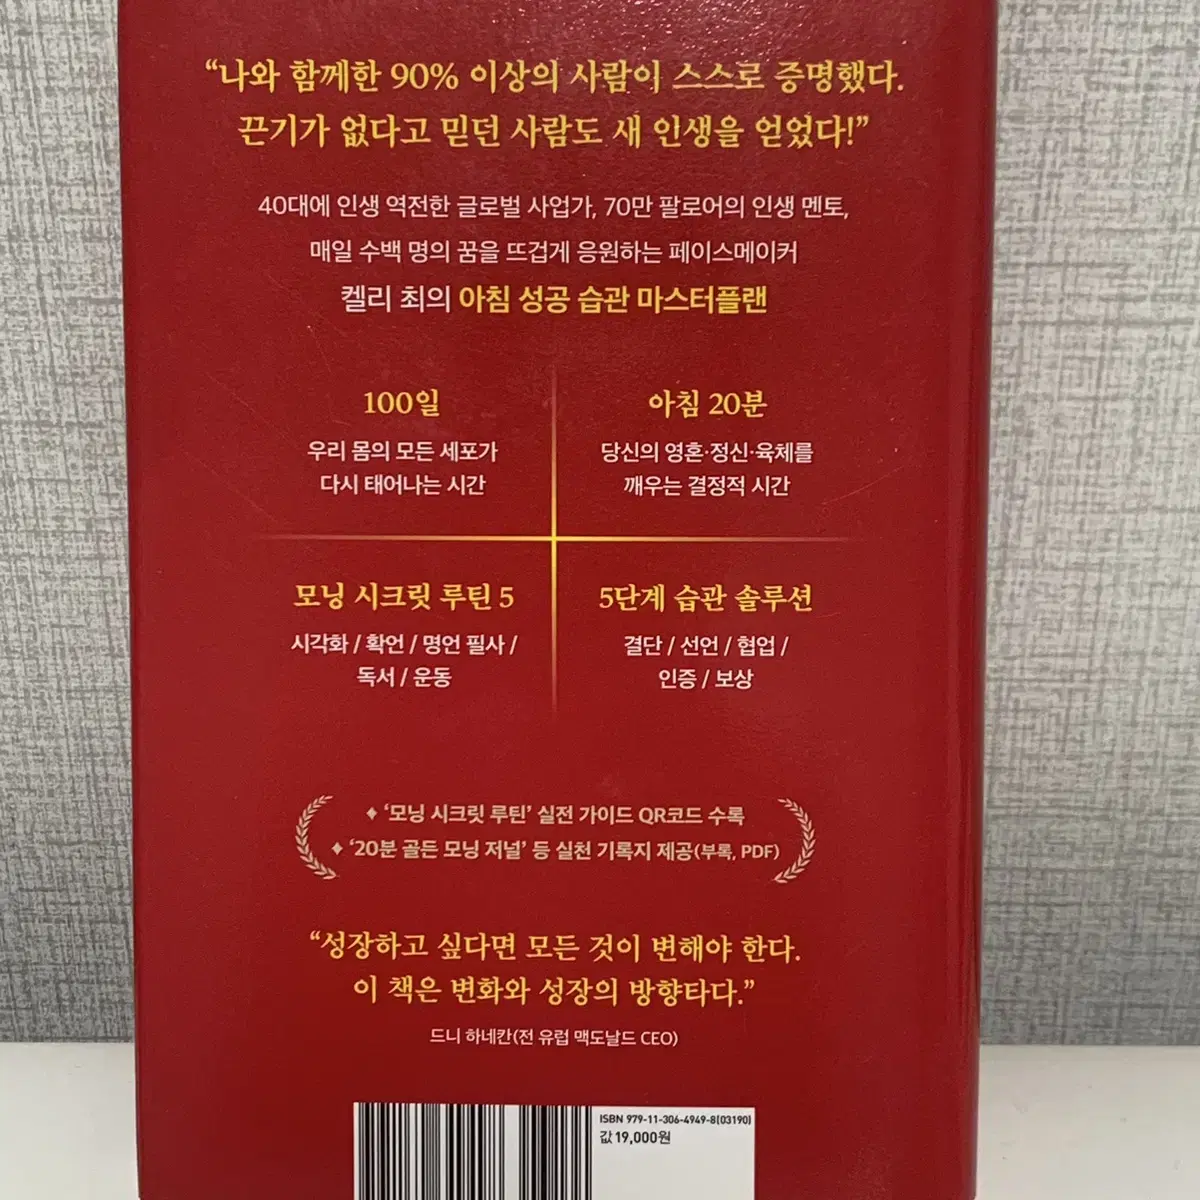 “나와 함께한 90% 이상의 사람이 스스로 증명했다.
끈기가 없다고 믿던 사람도 새 인생을 얻었다!”
40대에 인생 역전한 글로벌 사업가, 70만 팔로어의 인생 멘토,
매일 수백 명의 꿈을 뜨겁게 응원하는 페이스메이커
켈리 최의 아침 성공 습관 마스터플랜
100일
우리 몸의 모든 세포가
다시 태어나는 시간
아침 20분
당신의 영혼·정신·육체를
깨우는 결정적 시간
모닝 시크릿 루틴 5
시각화 / 확언 / 명언 필사 /
독서 / 운동
5단계 습관 솔루션
결단 / 선언 / 협업 /
인증 / 보상
♦ ‘모닝 시크릿 루틴’ 실전 가이드 QR코드 수록
♦ ‘20분 골든 모닝 저널’ 등 실천 기록지 제공(부록, PDF)
“성장하고 싶다면 모든 것이 변해야 한다.
이 책은 변화와 성장의 방향타다.”
드니 하네칸(전 유럽 맥도날드 CEO)
ISBN 979-11-306-4949-8(03190)
값 19,000원